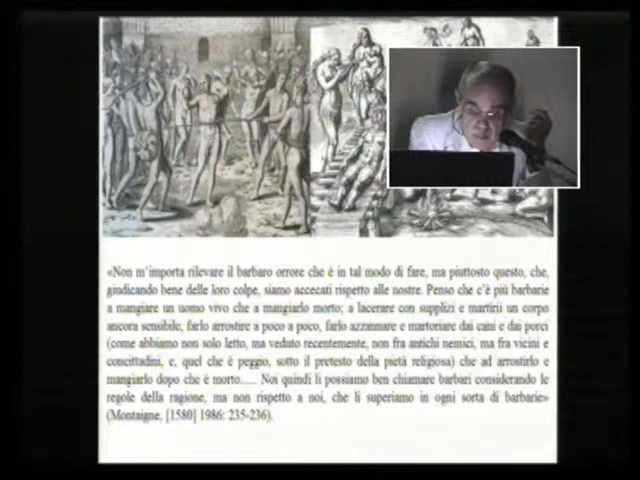 «Non m'importa rilevare il barbaro orrore che è in tal modo di fare, ma piuttosto questo, che,
giudicando bene delle loro colpe, siamo accecati rispetto alle nostre. Penso che c'è più barbarie
a mangiare un uomo vivo che a mangiarlo morto; a lacerare con supplizi e martirii un corpo
ancora sensibile, farlo arrostire a poco a poco, farlo azzannare e martoriare dai cani e dai porci
(come abbiamo non solo letto, ma veduto recentemente, non fra antichi nemici, ma fra vicini e
concittadini, e, quel che è peggio, sotto il pretesto della pietà religiosa) che ad arrostirlo e
mangiarlo dopo che è morto..... Noi quindi li possiamo ben chiamare barbari considerando le
regole della ragione, ma non rispetto a noi, che li superiamo in ogni sorta di barbarie»
(Montaigne, [1580] 1986: 235-236).